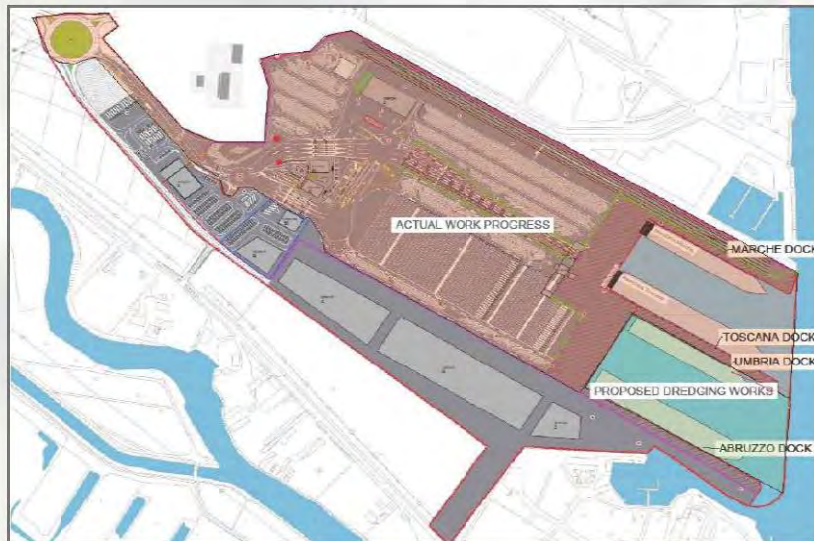 ACTUAL WORK PROGRESS
MARCHE DOCK
TOSCANA DOCK
UMBRIA DOCK
PROPOSED DREDGING WORKS
ABRUZZO DOCK